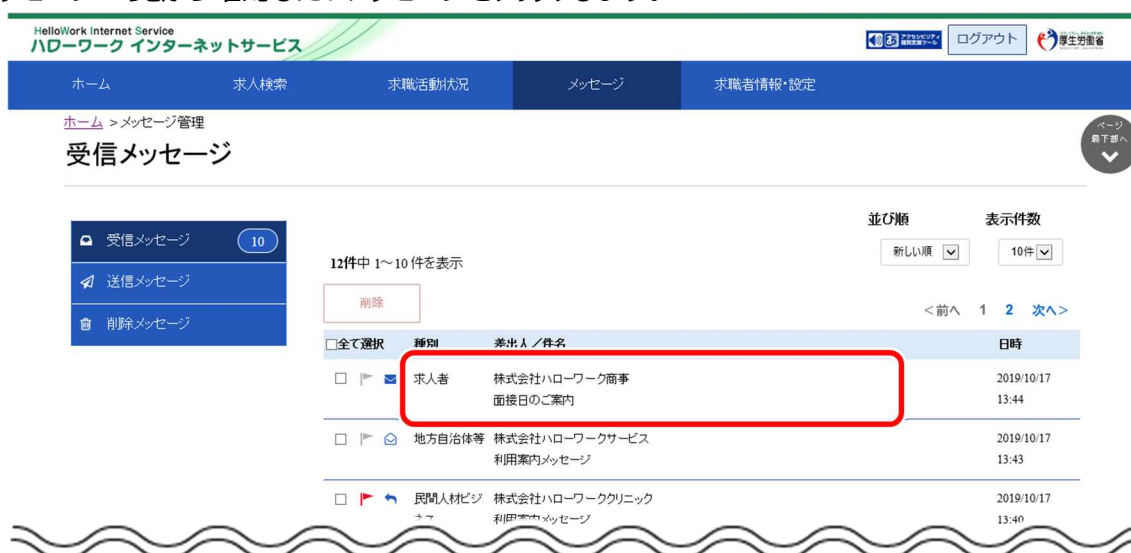 HelloWork Internet Service
ハローワーク インターネットサービス
ログアウト
厚生労働省
ホーム 求人検索 求職活動状況 メッセージ 求職者情報・設定
ホーム >メッセージ管理
受信メッセージ
ページ
最下部へ
受信メッセージ 10
送信メッセージ
削除メッセージ
並び順 表示件数
新しい順 10件
12件中 1～10 件を表示
削除
<前へ 1 2 次へ>
全て選択 種別 差出人／件名 日時
求人者 株式会社ハローワーク商事 2019/10/17
面接日のご案内 13:44
地方自治体等 株式会社ハローワークサービス 2019/10/17
利用案内メッセージ 13:43
民間人材ビジ 株式会社ハローワーククリニック 2019/10/17
ネス 利用案内メッセージ 13:40